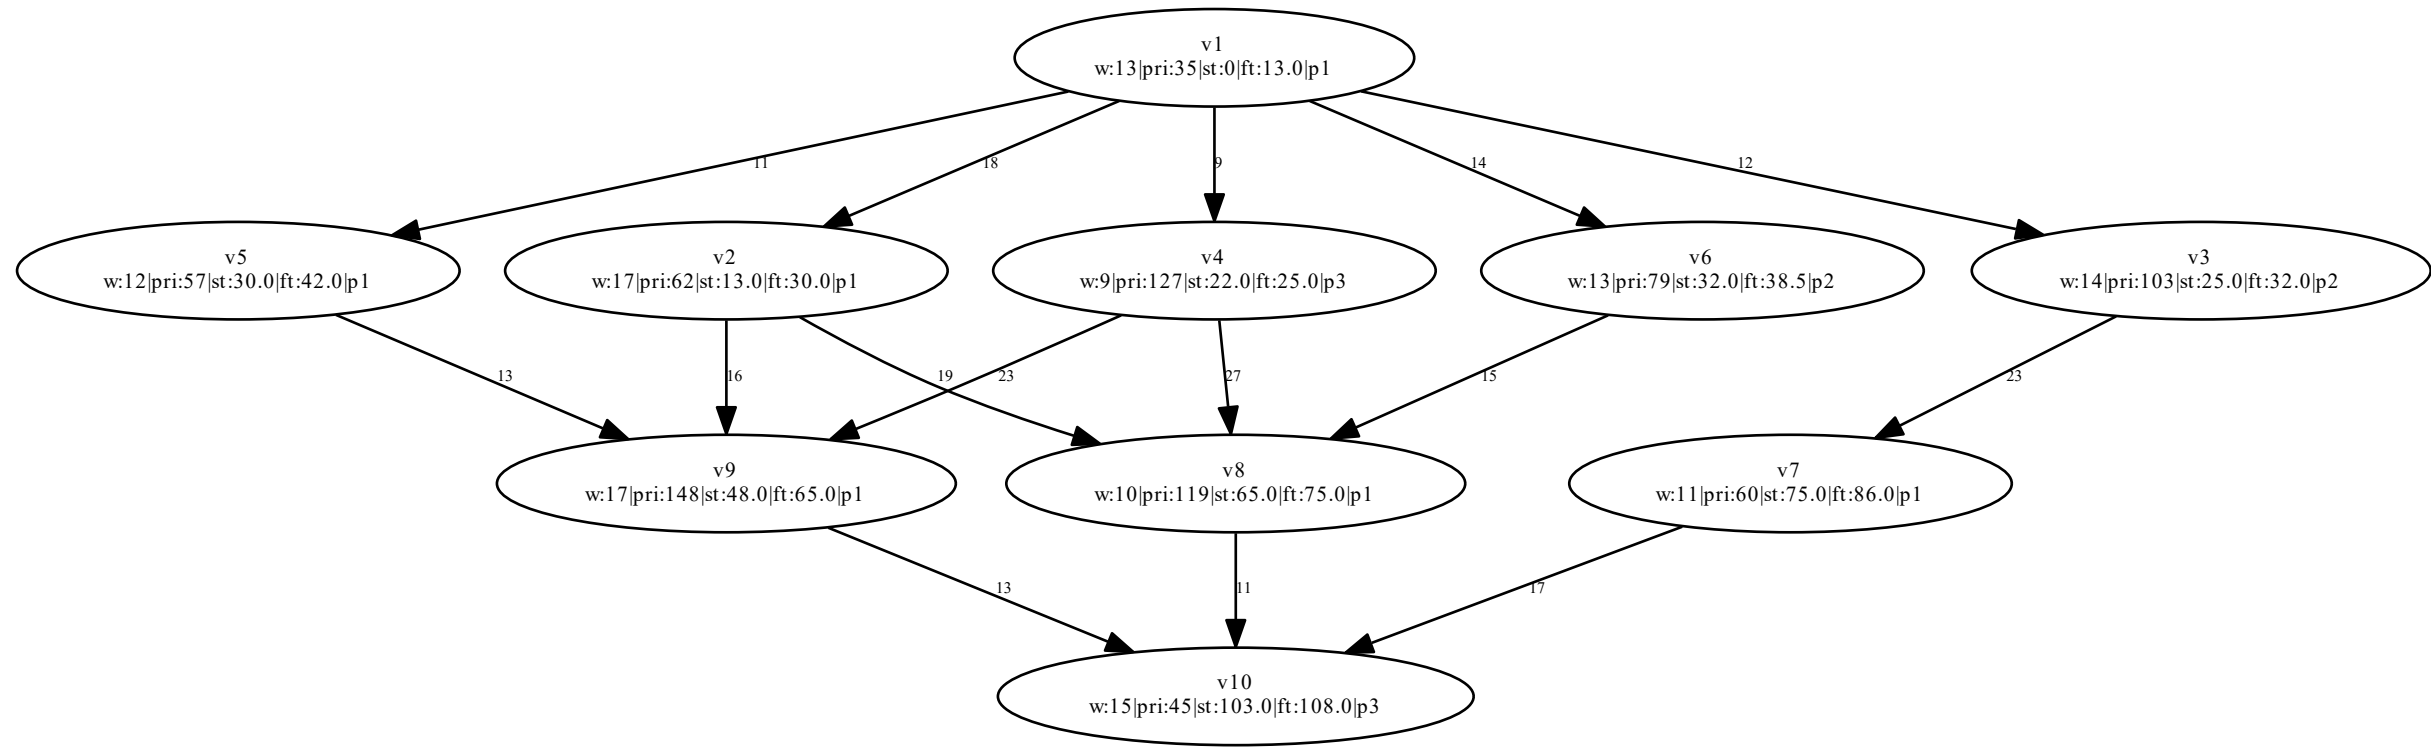 v1
w:13|pri:35|st:0|ft:13.0|p1
11
18
9
14
12
v5
w:12|pri:57|st:30.0|ft:42.0|p1
v2
w:17|pri:62|st:13.0|ft:30.0|p1
v4
w:9|pri:127|st:22.0|ft:25.0|p3
v6
w:13|pri:79|st:32.0|ft:38.5|p2
v3
w:14|pri:103|st:25.0|ft:32.0|p2
13
16
19
23
27
15
23
v9
w:17|pri:148|st:48.0|ft:65.0|p1
v8
w:10|pri:119|st:65.0|ft:75.0|p1
v7
w:11|pri:60|st:75.0|ft:86.0|p1
13
11
17
v10
w:15|pri:45|st:103.0|ft:108.0|p3